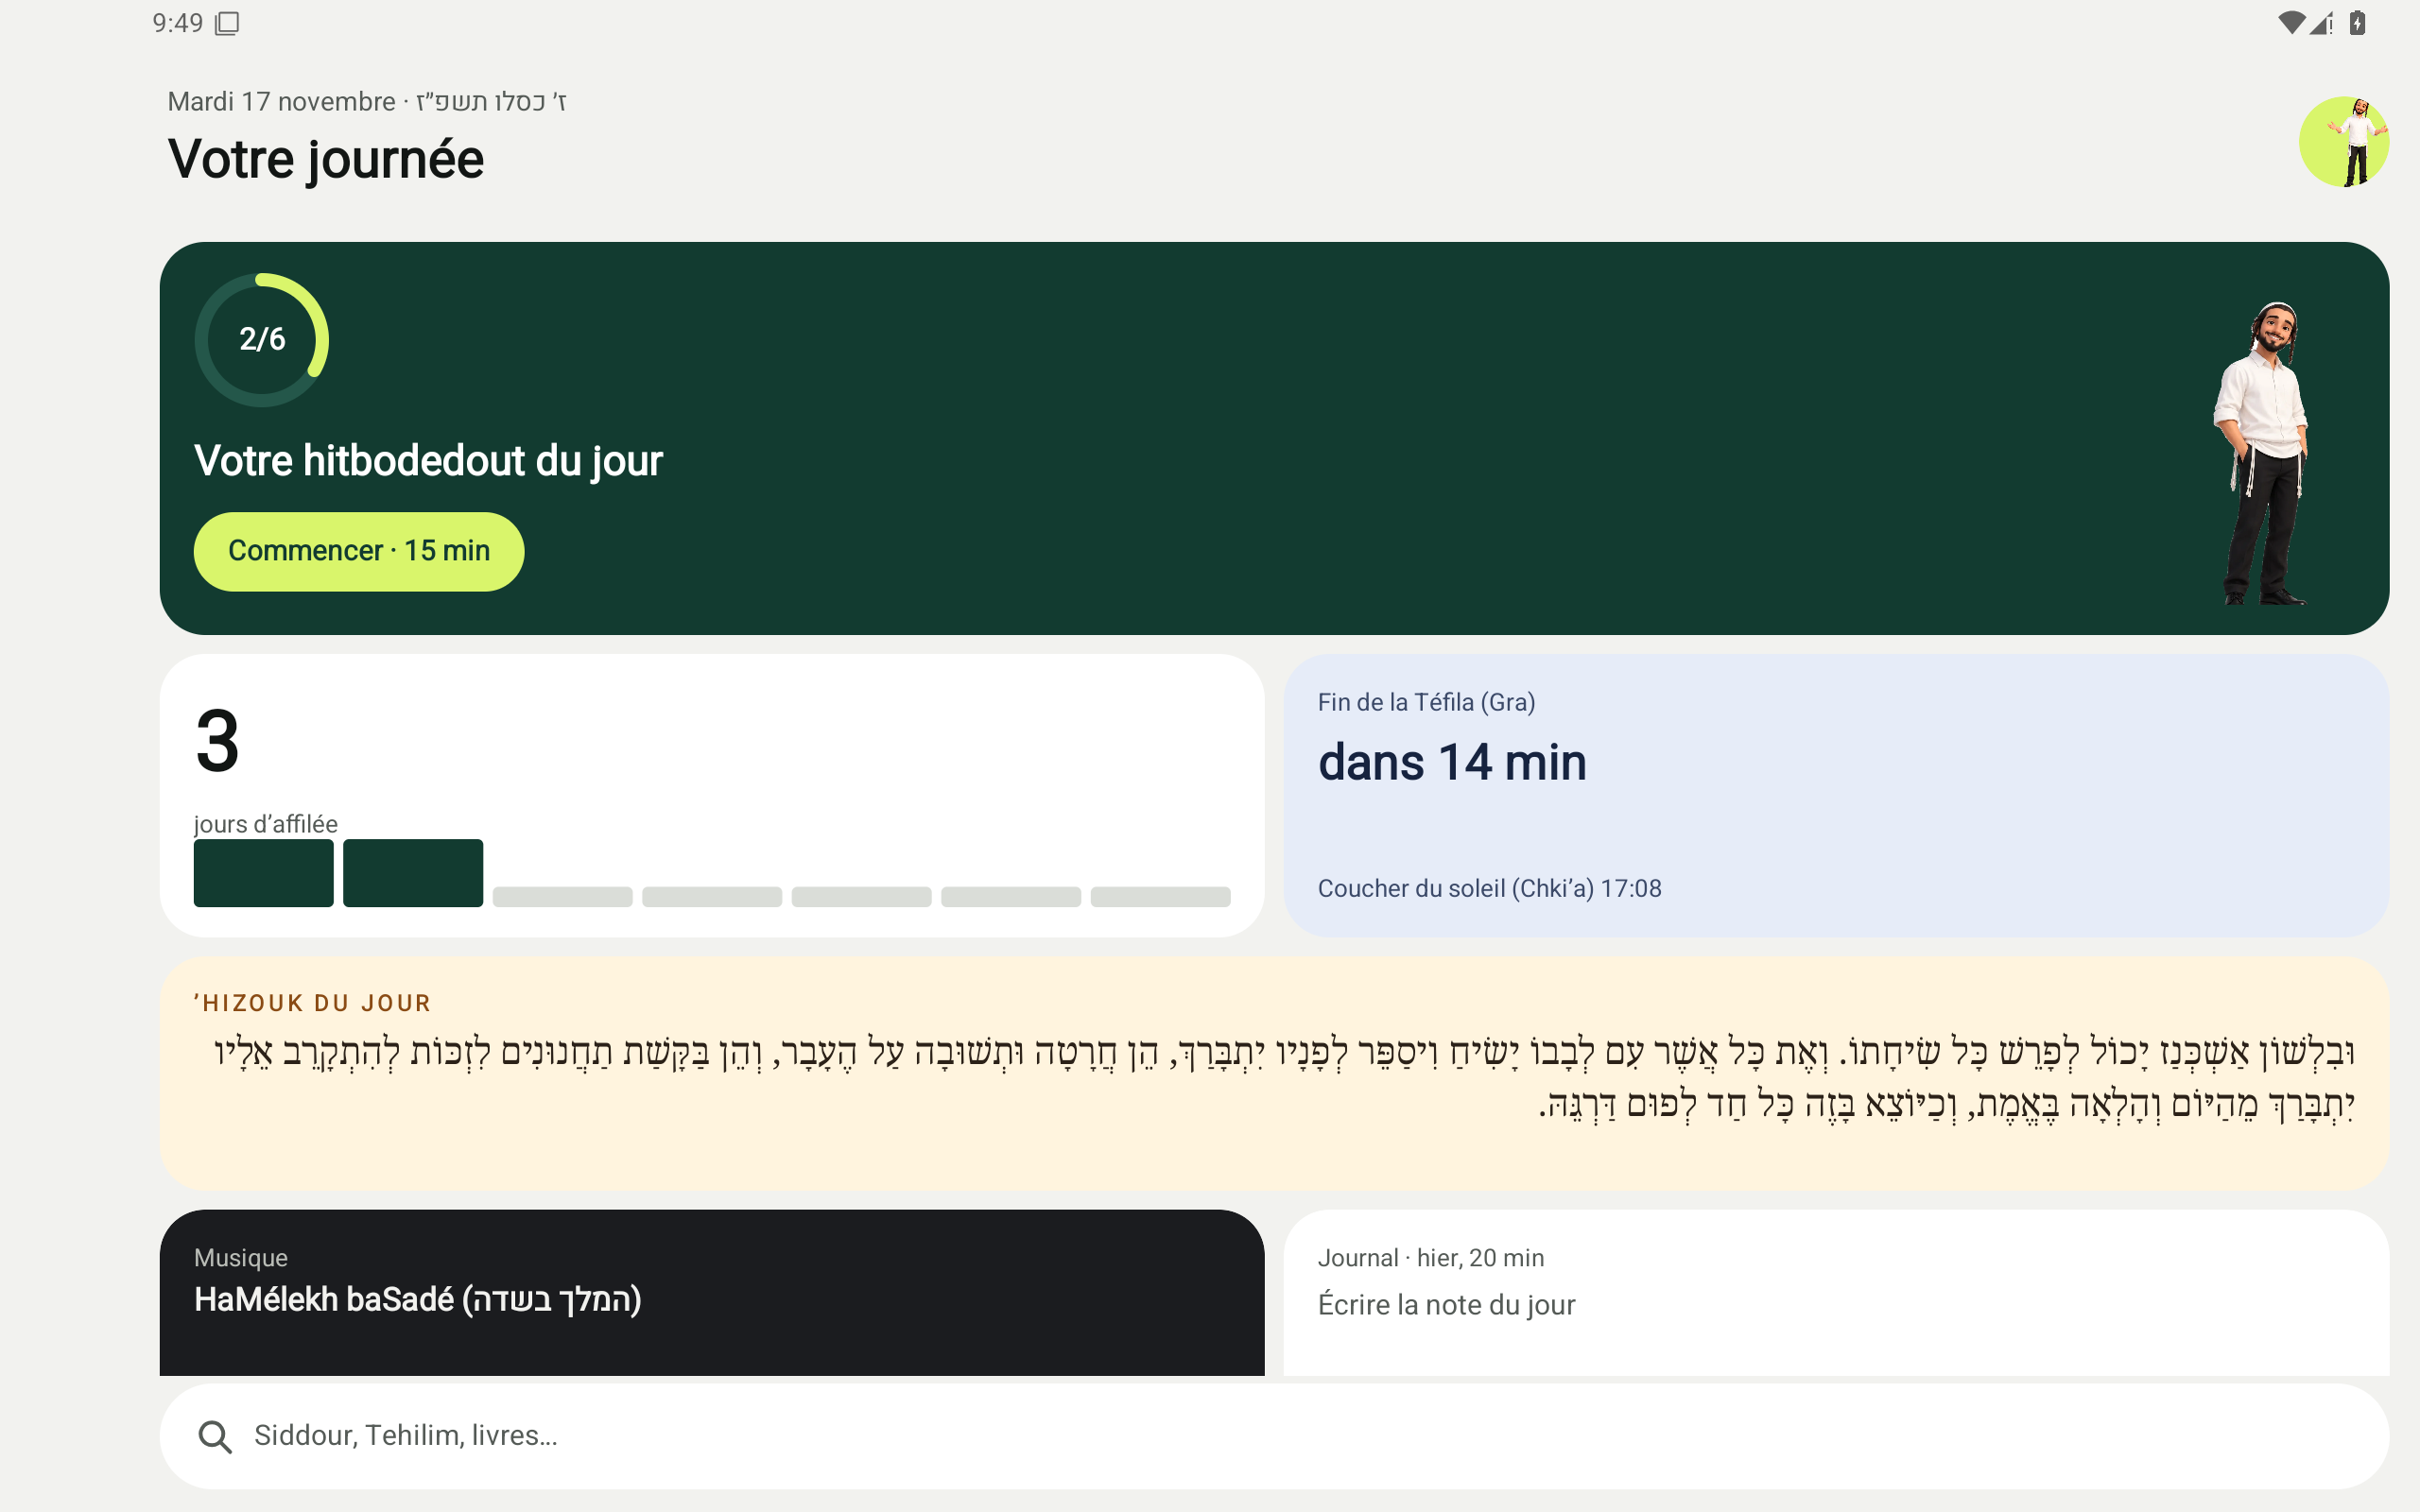 9:49
Mardi 17 novembre · ז׳ כסלו תשפ״ז
Votre journée
2/6
Votre hitbodedout du jour
Commencer · 15 min
3
jours d’affilée
Fin de la Téfila (Gra)
dans 14 min
Coucher du soleil (Chki’a) 17:08
’HIZOUK DU JOUR
וּבִלְשׁוֹן אַשְׁכְּנַז יָכוֹל לְפָרֵשׁ כָּל שִׂיחָתוֹ. וְאֶת כָּל אֲשֶׁר עִם לְבָבוֹ יָשִׂיחַ וִיסַפֵּר לְפָנָיו יִתְבָּרַךְ, הֵן חֲרָטָה וּתְשׁוּבָה עַל הֶעָבָר, וְהֵן בַּקָּשַׁת תַּחֲנוּנִים לִזְכּוֹת לְהִתְקָרֵב אֵלָיו
יִתְבָּרַךְ מֵהַיּוֹם וְהָלְאָה בֶּאֱמֶת, וְכַיּוֹצֵא בָּזֶה כָּל חַד לְפוּם דַּרְגֵּהּ.
Musique
HaMélekh baSadé (המלך בשדה)
Journal · hier, 20 min
Écrire la note du jour
Siddour, Tehilim, livres...